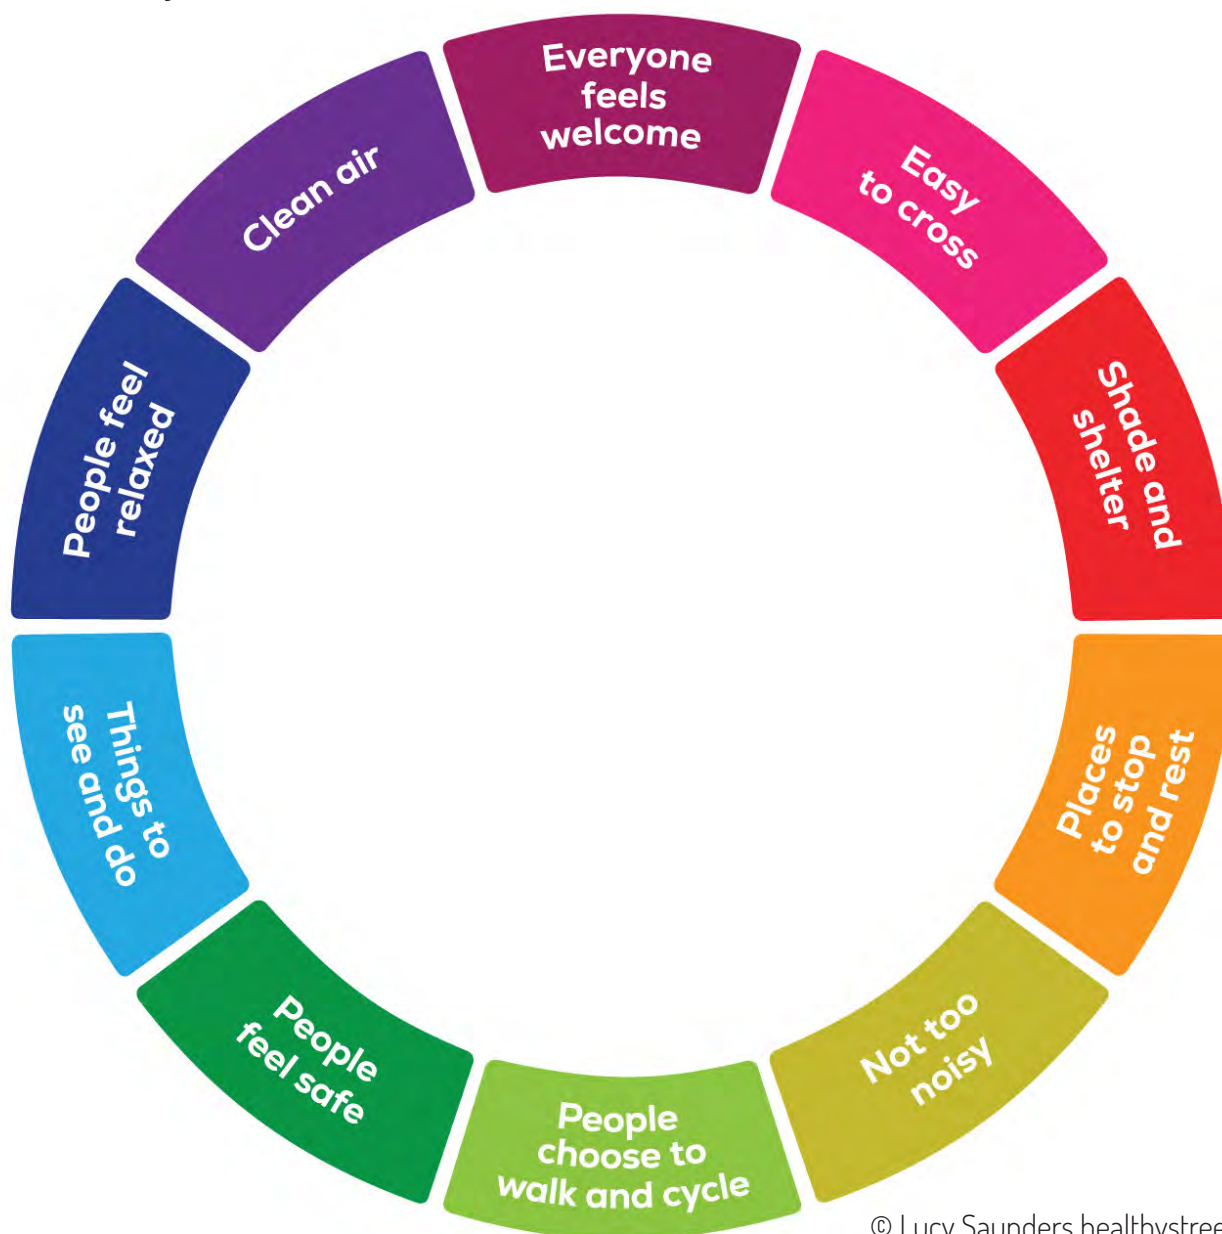 Everyone
feels
welcome
Easy
to cross
Shade and
shelter
Places
to stop
and rest
Not too
noisy
People
choose to
walk and cycle
People
feel safe
Things to
see and do
People feel
relaxed
Clean air
© Lucy Saunders healthystree